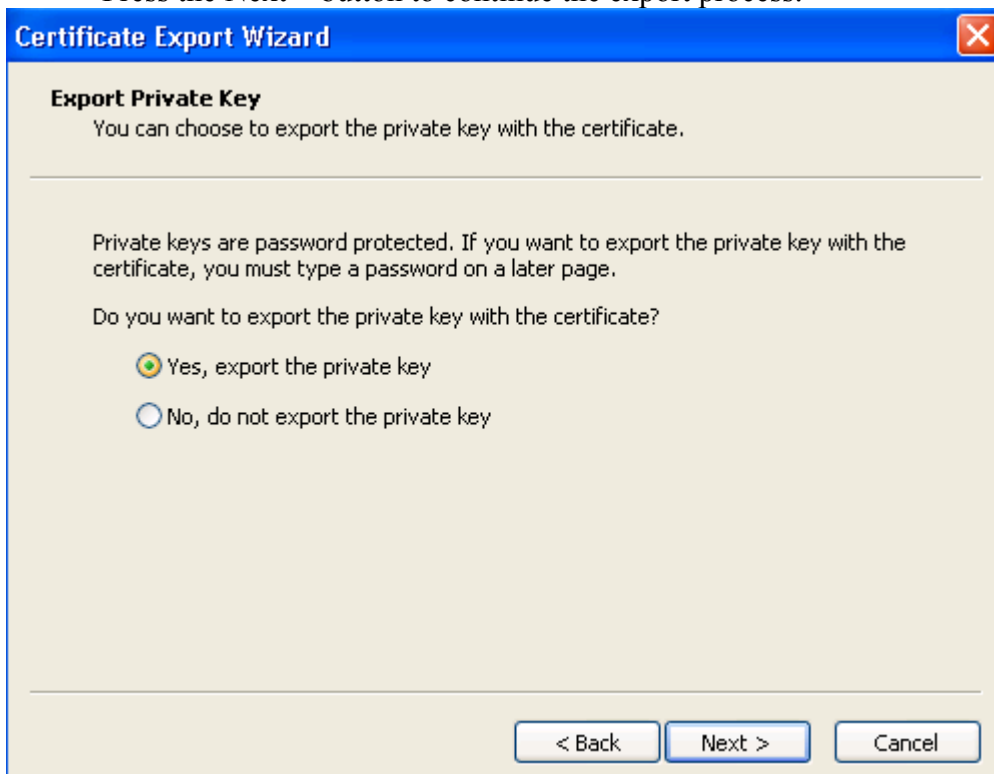 Press the Next > button to continue the export process.
Certificate Export Wizard
Export Private Key
You can choose to export the private key with the certificate.
Private keys are password protected. If you want to export the private key with the
certificate, you must type a password on a later page.
Do you want to export the private key with the certificate?
Yes, export the private key
No, do not export the private key
< Back
Next >
Cancel